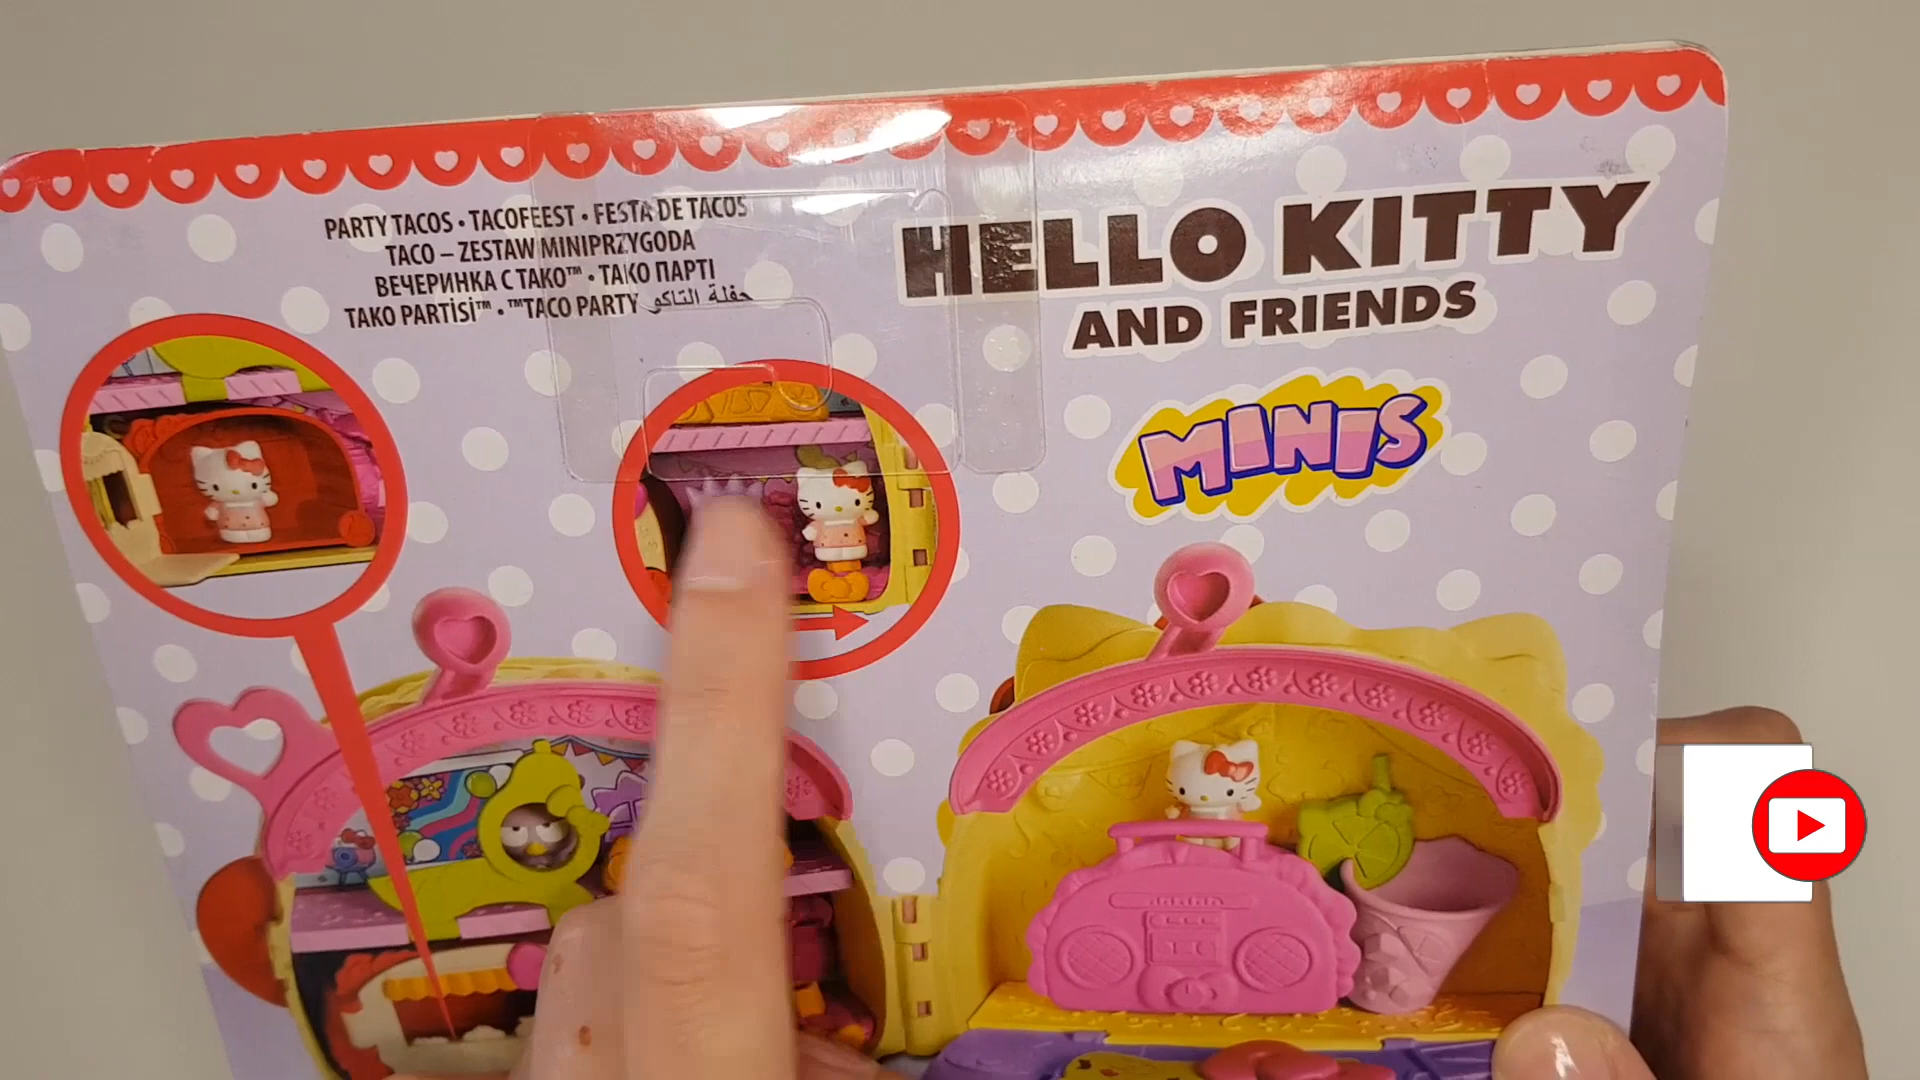 PARTY TACOS • TACOFEEST • FESTA DE TACOS
TACO – ZESTAW MINIPRZYGODA
ВЕЧЕРИНКА С ТАКО™ • ТАКО ПАРТІ
TAKO PARTİSİ™ • ™TACO PARTY حفلة التاكو
HELLO KITTY
AND FRIENDS
MINIS